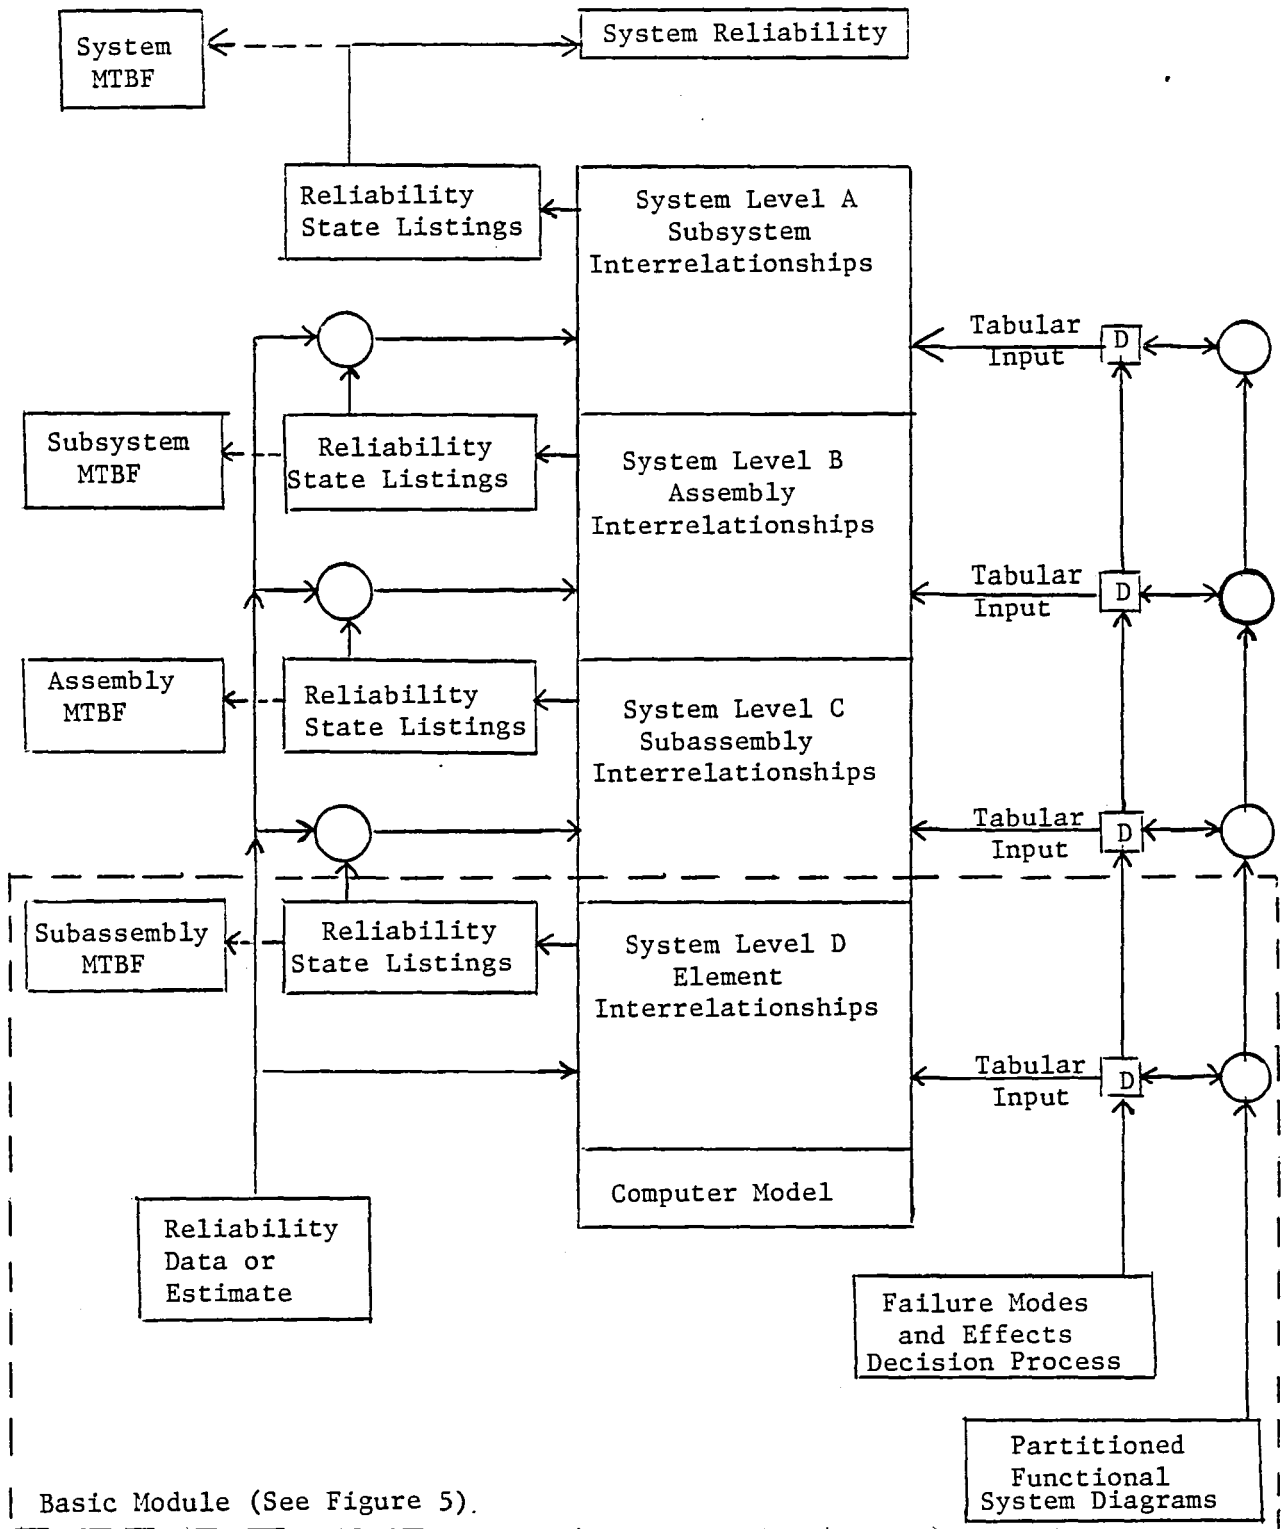 System
MTBF
System Reliability
Reliability
State Listings
System Level A
Subsystem
Interrelationships
Tabular
Input
D
Subsystem
MTBF
Reliability
State Listings
System Level B
Assembly
Interrelationships
Tabular
Input
D
Assembly
MTBF
Reliability
State Listings
System Level C
Subassembly
Interrelationships
Tabular
Input
D
Subassembly
MTBF
Reliability
State Listings
System Level D
Element
Interrelationships
Tabular
Input
D
Computer Model
Reliability
Data or
Estimate
Failure Modes
and Effects
Decision Process
Partitioned
Functional
System Diagrams
Basic Module (See Figure 5).